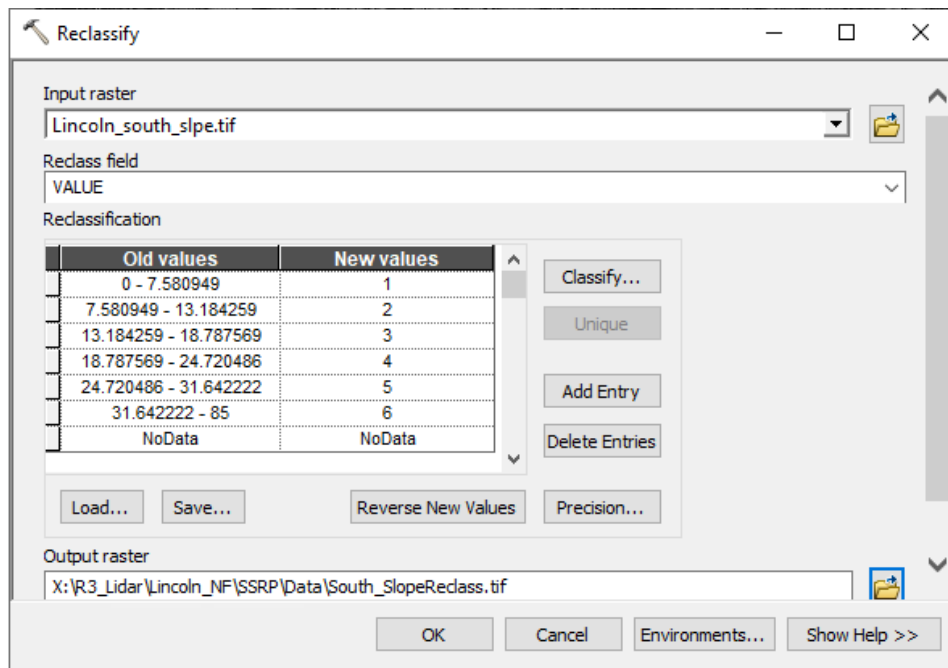 Reclassify
Input raster
Lincoln_south_slpe.tif
Reclass field
VALUE
Reclassification
Old values New values
0 - 7.580949 1
7.580949 - 13.184259 2
13.184259 - 18.787569 3
18.787569 - 24.720486 4
24.720486 - 31.642222 5
31.642222 - 85 6
NoData NoData
Classify...
Unique
Add Entry
Delete Entries
Load... Save... Reverse New Values Precision...
Output raster
X:\R3_Lidar\Lincoln_NF\SSRP\Data\South_SlopeReclass.tif
OK Cancel Environments... Show Help >>